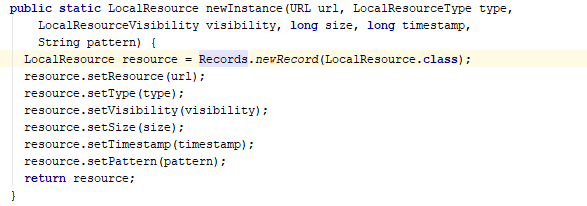 public static LocalResource newInstance(URL url, LocalResourceType type,
LocalResourceVisibility visibility, long size, long timestamp,
String pattern) {
LocalResource resource = Records.newRecord(LocalResource.class);
resource.setResource(url);
resource.setType(type);
resource.setVisibility(visibility);
resource.setSize(size);
resource.setTimestamp(timestamp);
resource.setPattern(pattern);
return resource;
}